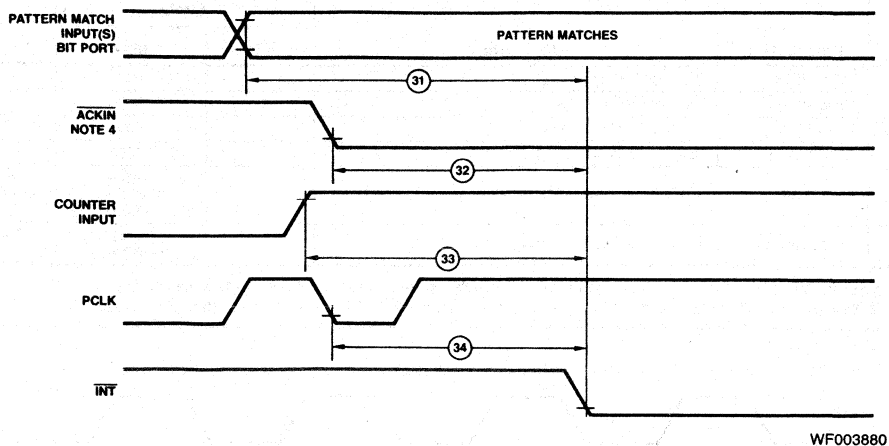 PATTERN MATCH
INPUT(S)
BIT PORT
PATTERN MATCHES
31
ACKIN
NOTE 4
32
COUNTER
INPUT
33
PCLK
34
INT
WF003880